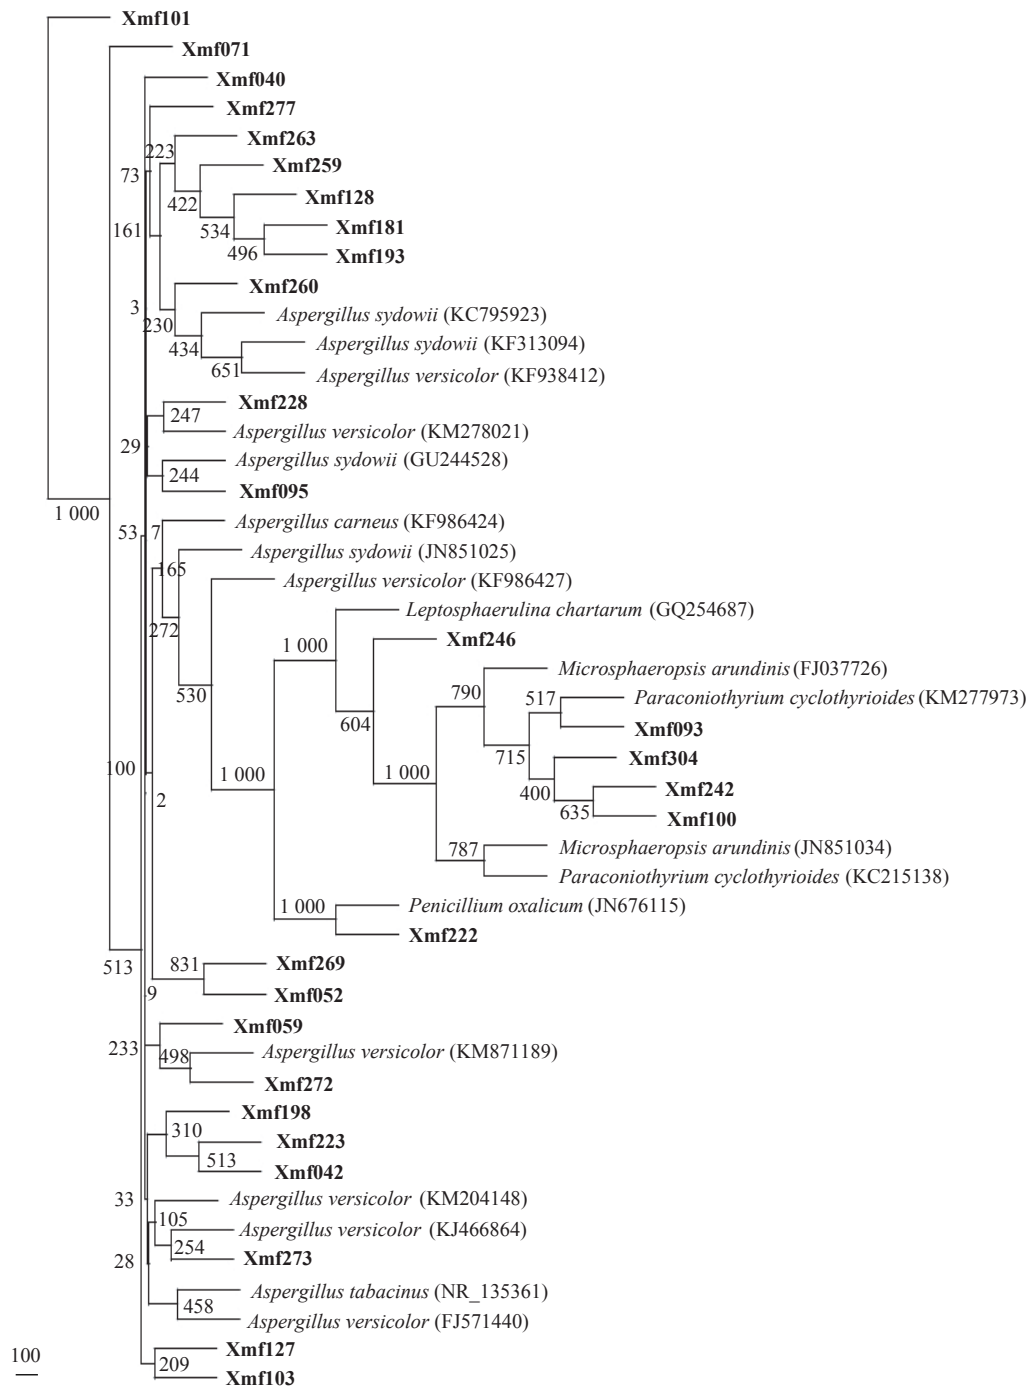 Xmf101
Xmf071
Xmf040
Xmf277
Xmf263
223
Xmf259
73
Xmf128
422
Xmf181
534
161
Xmf193
496
Xmf260
3
Aspergillus sydowii (KC795923)
230
Aspergillus sydowii (KF313094)
434
651
Aspergillus versicolor (KF938412)
Xmf228
247
Aspergillus versicolor (KM278021)
29
Aspergillus sydowii (GU244528)
244
Xmf095
1 000
Aspergillus carneus (KF986424)
53
7
Aspergillus sydowii (JN851025)
165
Aspergillus versicolor (KF986427)
Leptosphaerulina chartarum (GQ254687)
272
Xmf246
1 000
Microsphaeropsis arundinis (FJ037726)
530
790
Paraconiothyrium cyclothyrioides (KM277973)
517
604
Xmf093
715
Xmf304
100
1 000
1 000
Xmf242
400
2
635
Xmf100
Microsphaeropsis arundinis (JN851034)
787
Paraconiothyrium cyclothyrioides (KC215138)
Penicillium oxalicum (JN676115)
1 000
Xmf222
513
831
Xmf269
9
Xmf052
Xmf059
233
498
Aspergillus versicolor (KM871189)
Xmf272
Xmf198
310
Xmf223
513
Xmf042
33
Aspergillus versicolor (KM204148)
105
Aspergillus versicolor (KJ466864)
254
28
Xmf273
Aspergillus tabacinus (NR_135361)
458
Aspergillus versicolor (FJ571440)
Xmf127
100
209
Xmf103